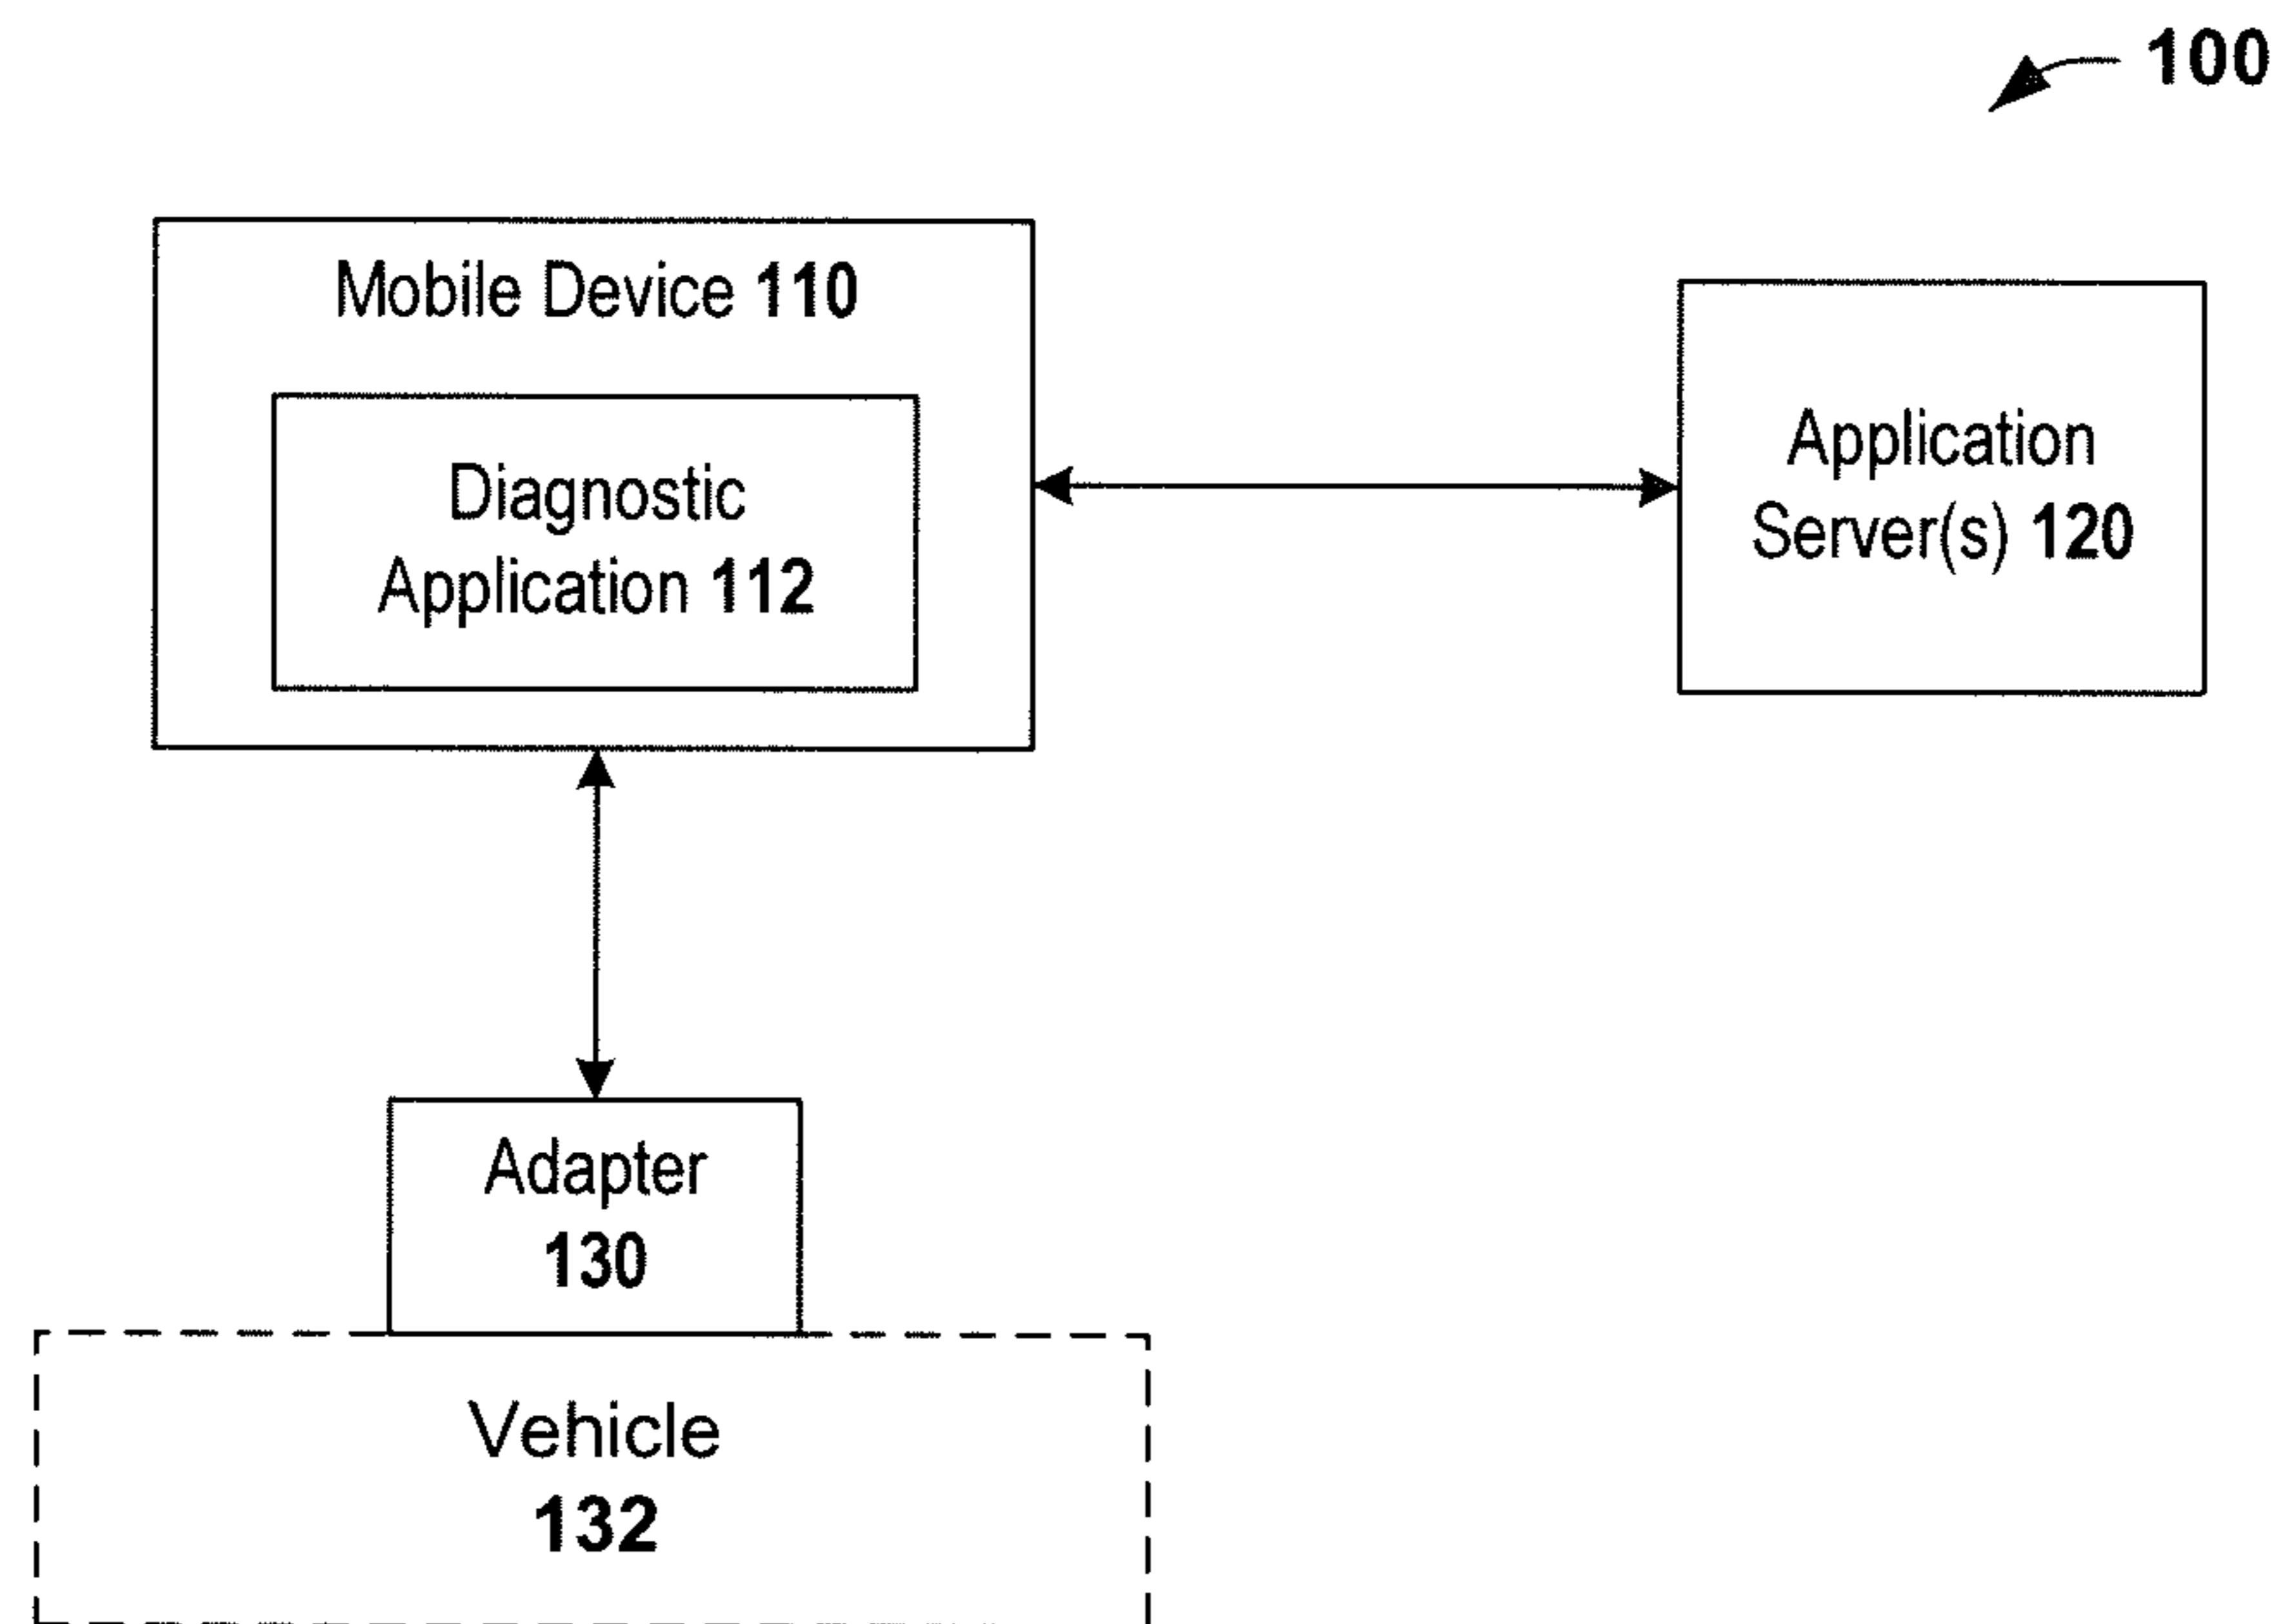 100
Mobile Device 110
Diagnostic
Application 112
Application
Server(s) 120
Adapter
130
Vehicle
132